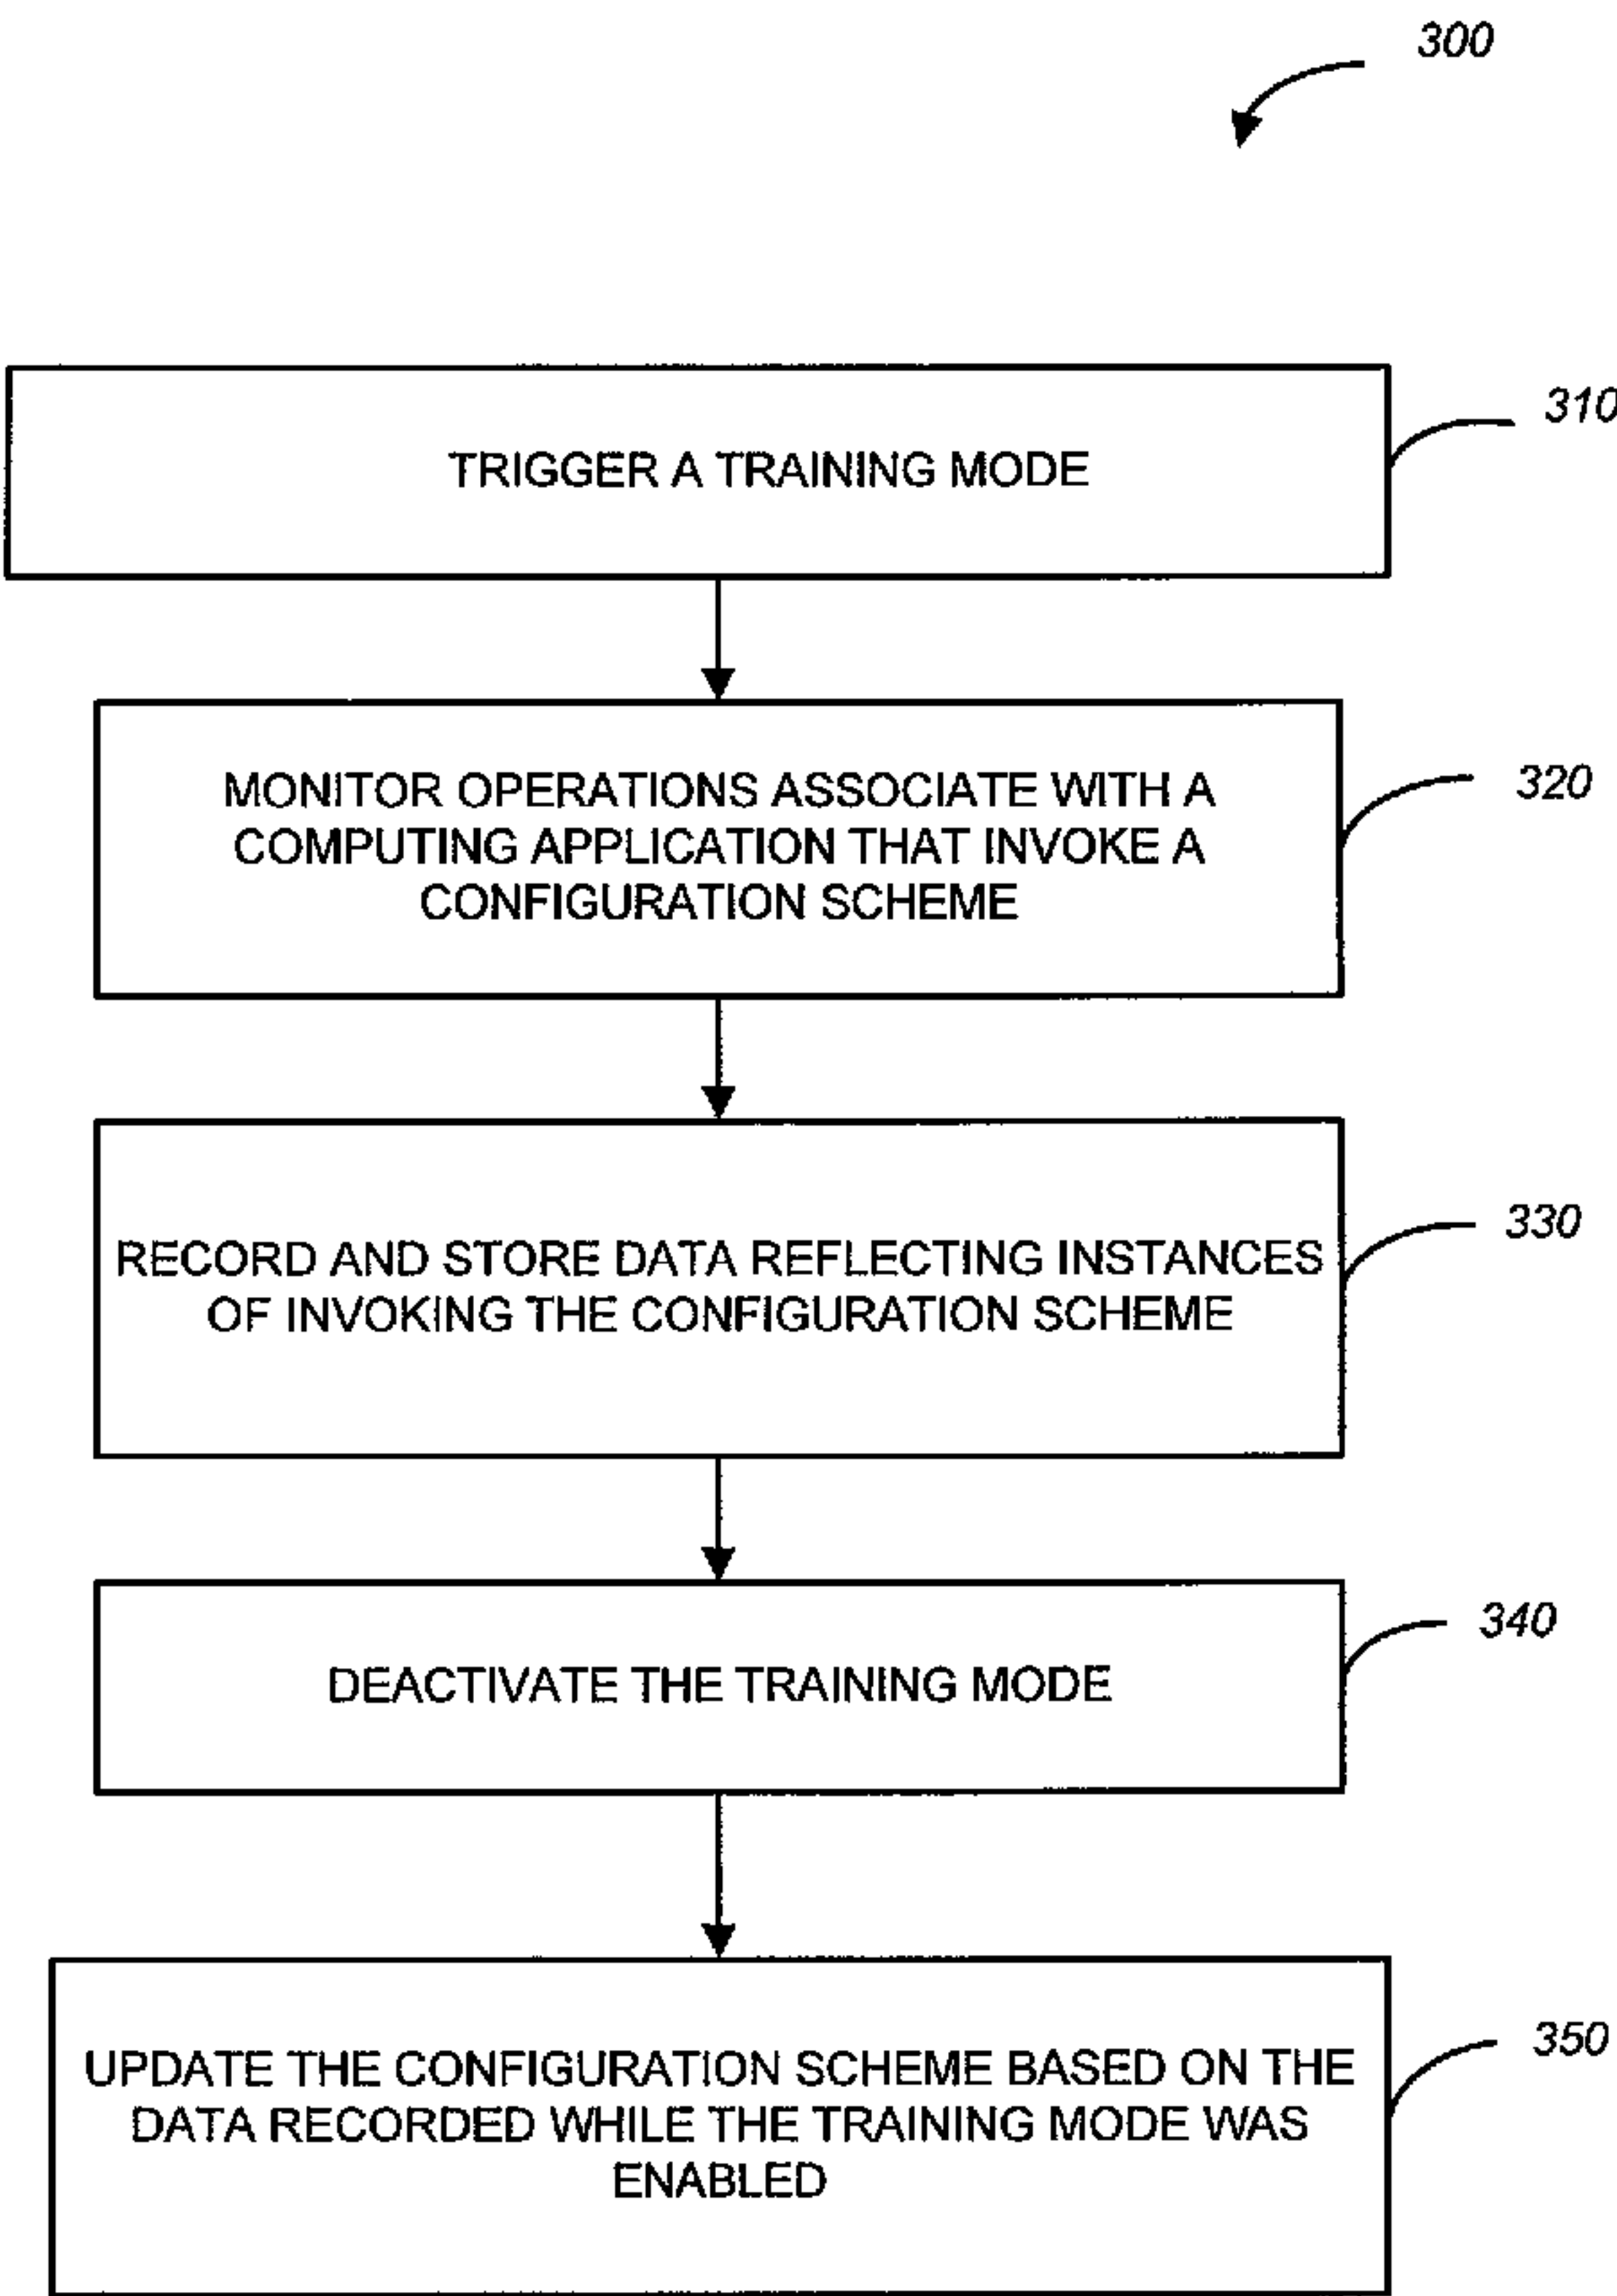 300
310
TRIGGER A TRAINING MODE
320
MONITOR OPERATIONS ASSOCIATE WITH A
COMPUTING APPLICATION THAT INVOKE A
CONFIGURATION SCHEME
330
RECORD AND STORE DATA REFLECTING INSTANCES
OF INVOKING THE CONFIGURATION SCHEME
340
DEACTIVATE THE TRAINING MODE
350
UPDATE THE CONFIGURATION SCHEME BASED ON THE
DATA RECORDED WHILE THE TRAINING MODE WAS
ENABLED